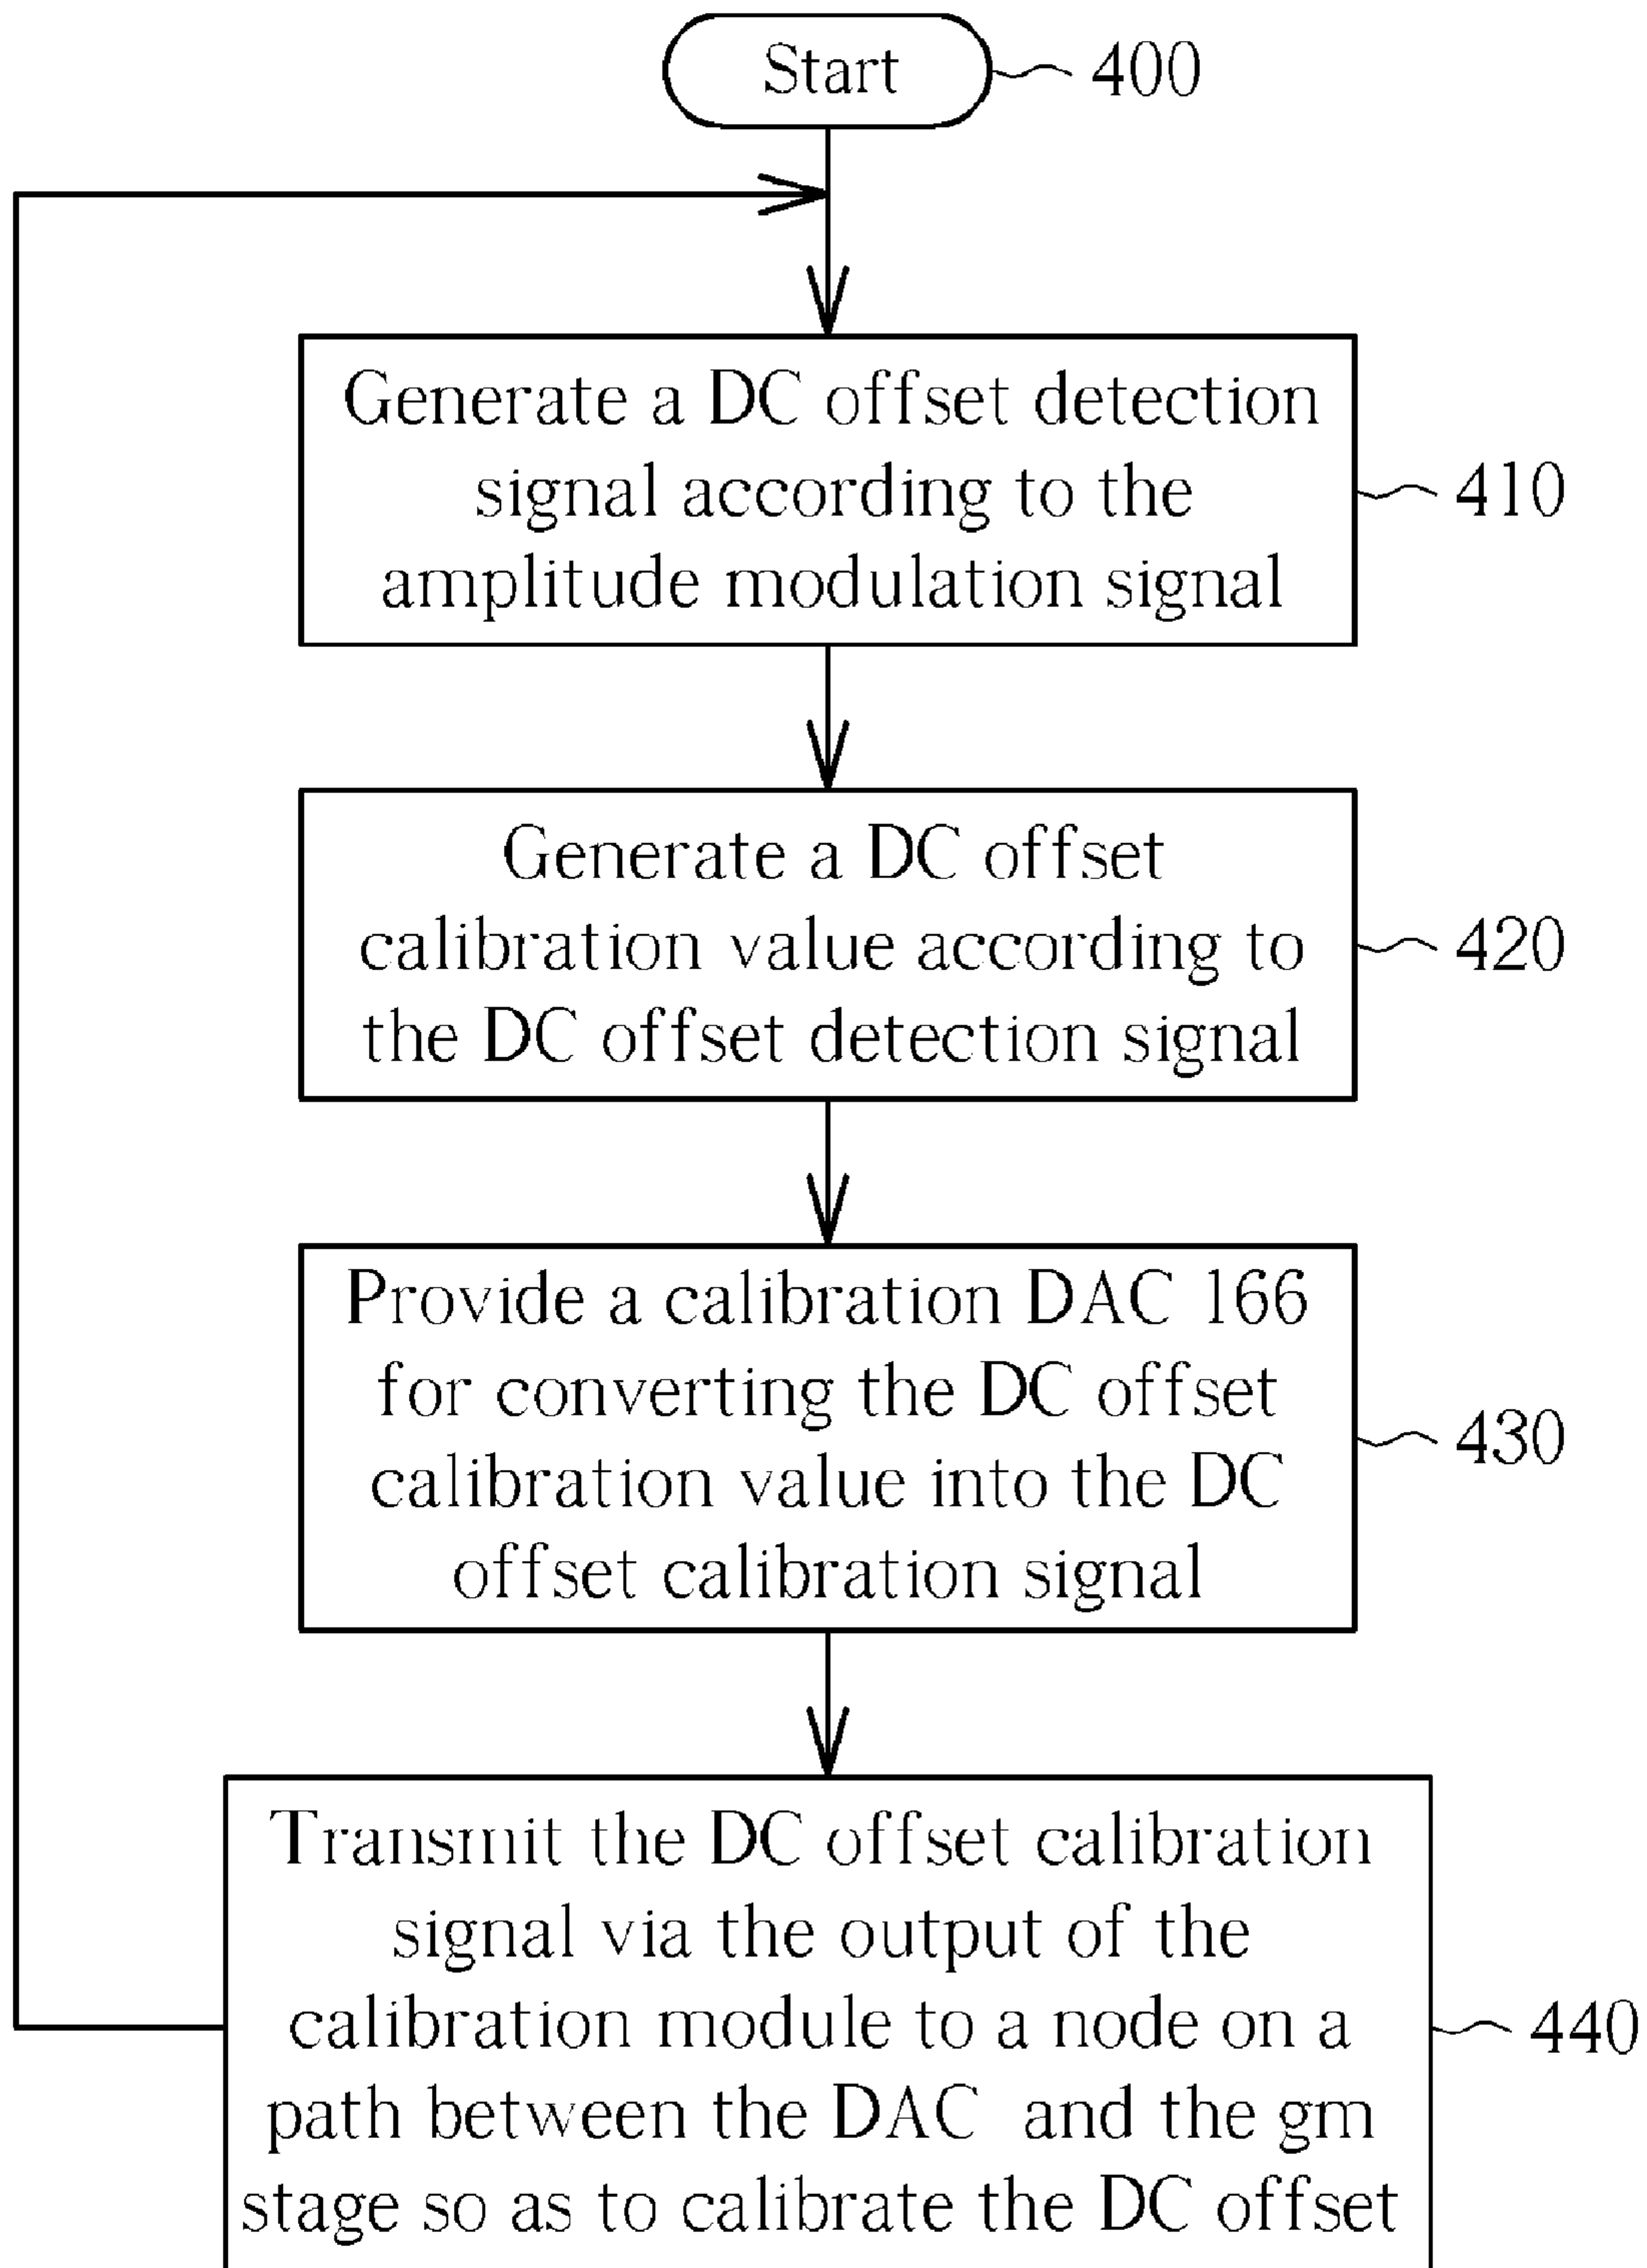 Start
400
Generate a DC offset detection
signal according to the
amplitude modulation signal
410
Generate a DC offset
calibration value according to
the DC offset detection signal
420
Provide a calibration DAC 166
for converting the DC offset
calibration value into the DC
offset calibration signal
430
Transmit the DC offset calibration
signal via the output of the
calibration module to a node on a
path between the DAC and the gm
stage so as to calibrate the DC offset
440